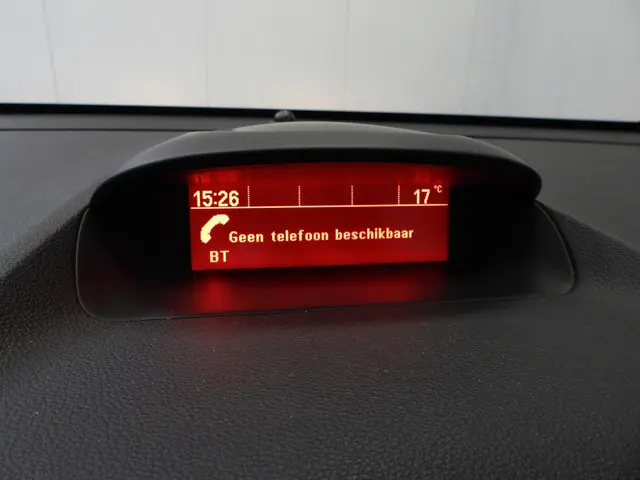 15:26 17 °C
Geen telefoon beschikbaar
BT